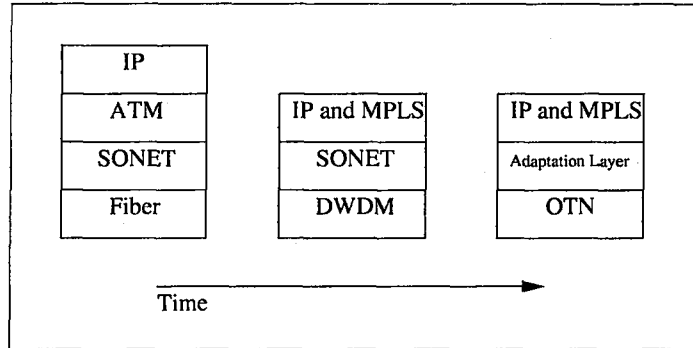 IP
ATM
SONET
Fiber
IP and MPLS
SONET
DWDM
IP and MPLS
Adaptation Layer
OTN
Time